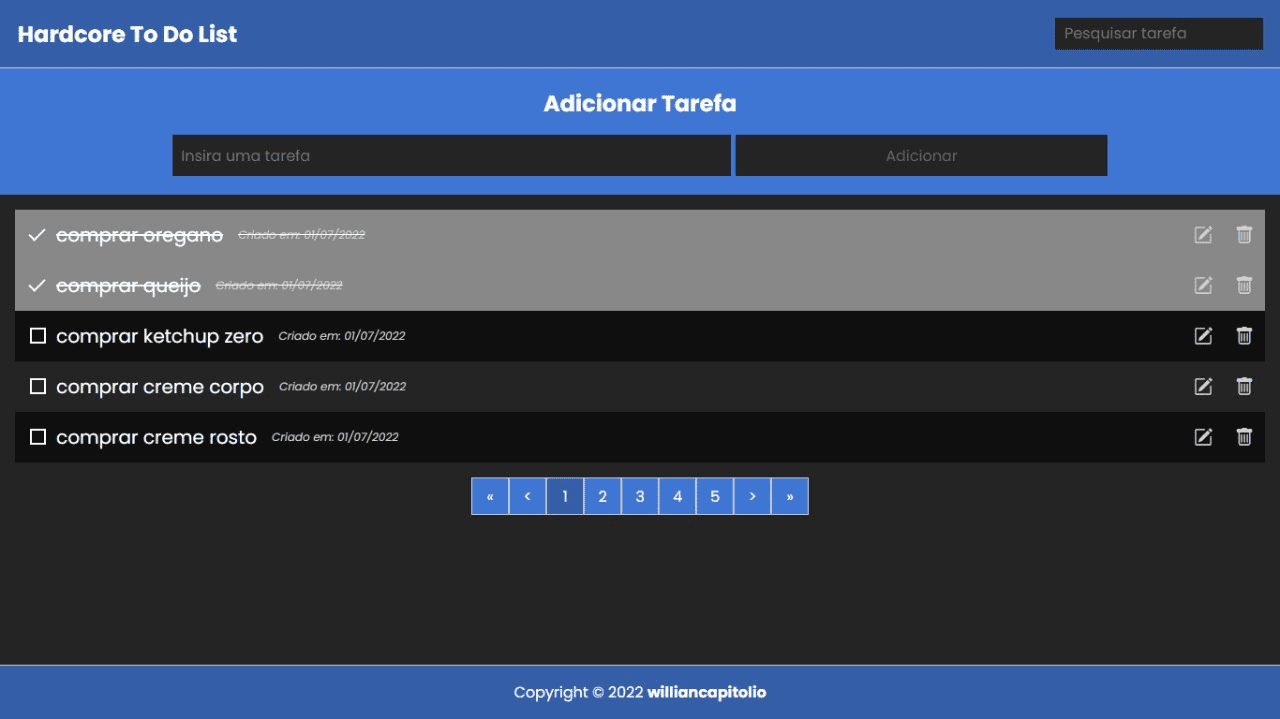 Hardcore To Do List
Pesquisar tarefa
Adicionar Tarefa
Insira uma tarefa
Adicionar
comprar oregano Criado em: 01/07/2022
comprar queijo Criado em: 01/07/2022
comprar ketchup zero Criado em: 01/07/2022
comprar creme corpo Criado em: 01/07/2022
comprar creme rosto Criado em: 01/07/2022
« < 1 2 3 4 5 > »
Copyright © 2022 williancapitolio